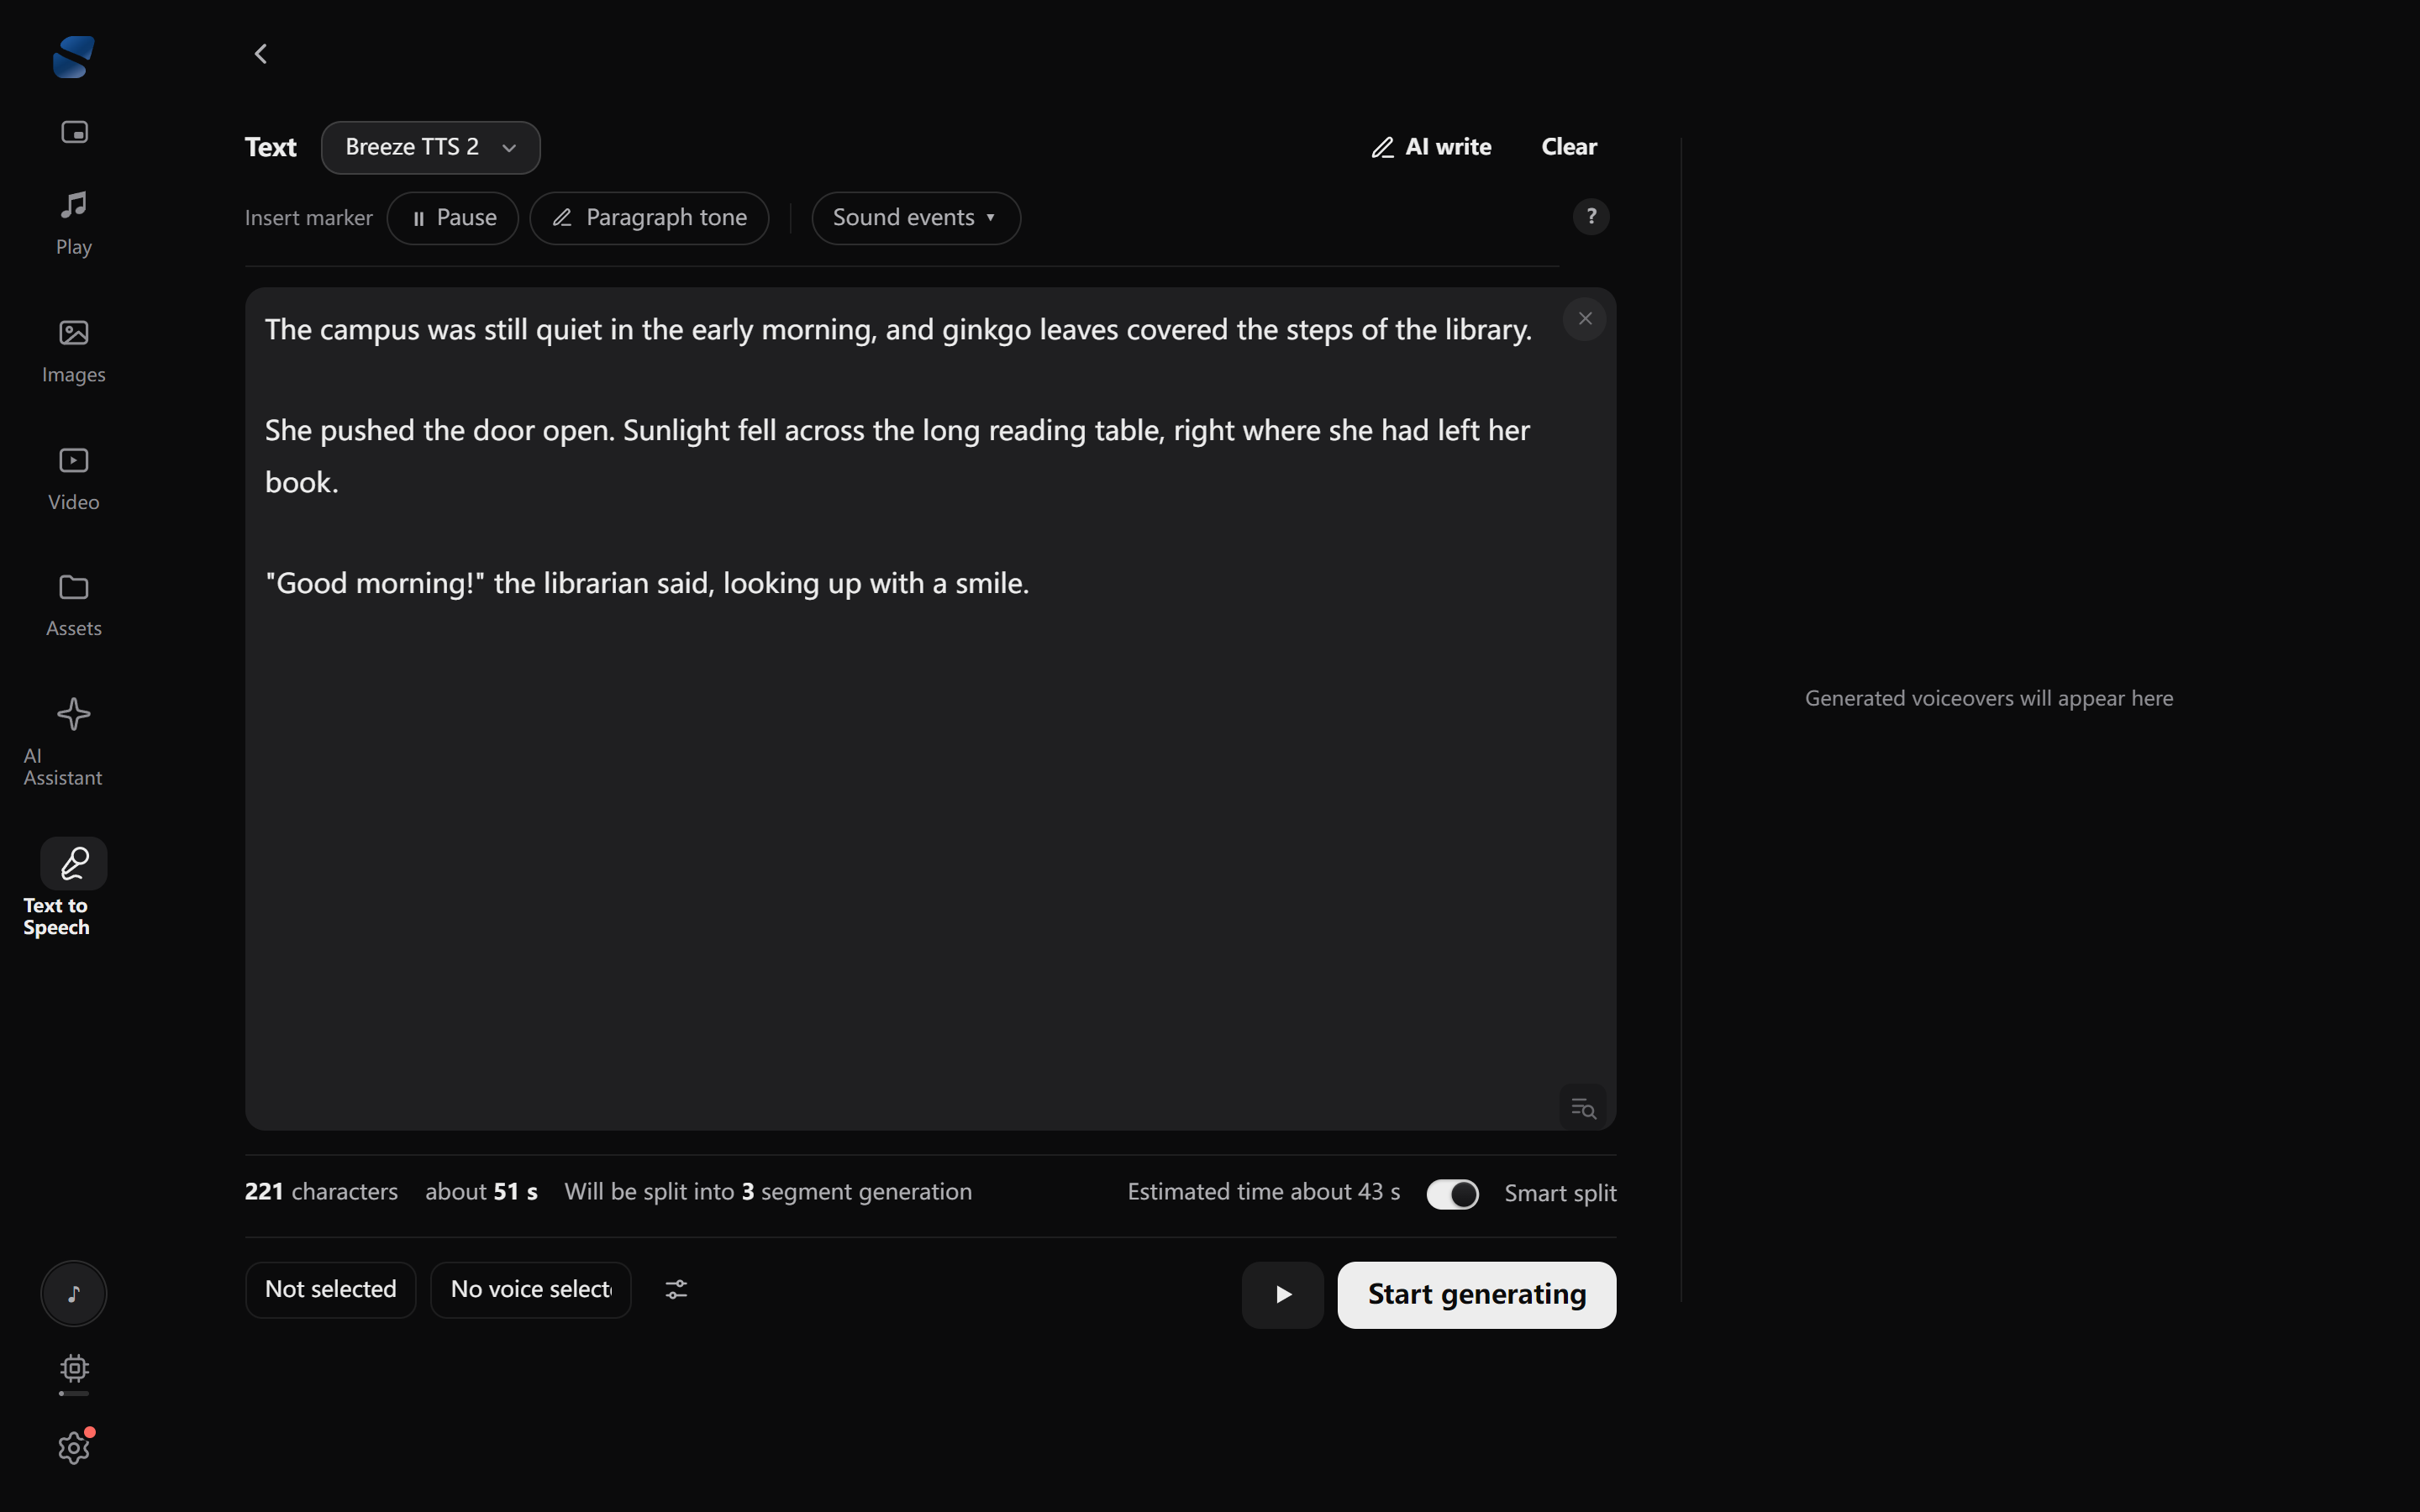 Play
Images
Video
Assets
AI
Assistant
Text to
Speech
Text
Breeze TTS 2
AI write
Clear
Insert marker
Pause
Paragraph tone
Sound events
?
The campus was still quiet in the early morning, and ginkgo leaves covered the steps of the library.
She pushed the door open. Sunlight fell across the long reading table, right where she had left her
book.
"Good morning!" the librarian said, looking up with a smile.
221 characters about 51 s Will be split into 3 segment generation
Estimated time about 43 s
Smart split
Not selected
No voice select
Start generating
Generated voiceovers will appear here